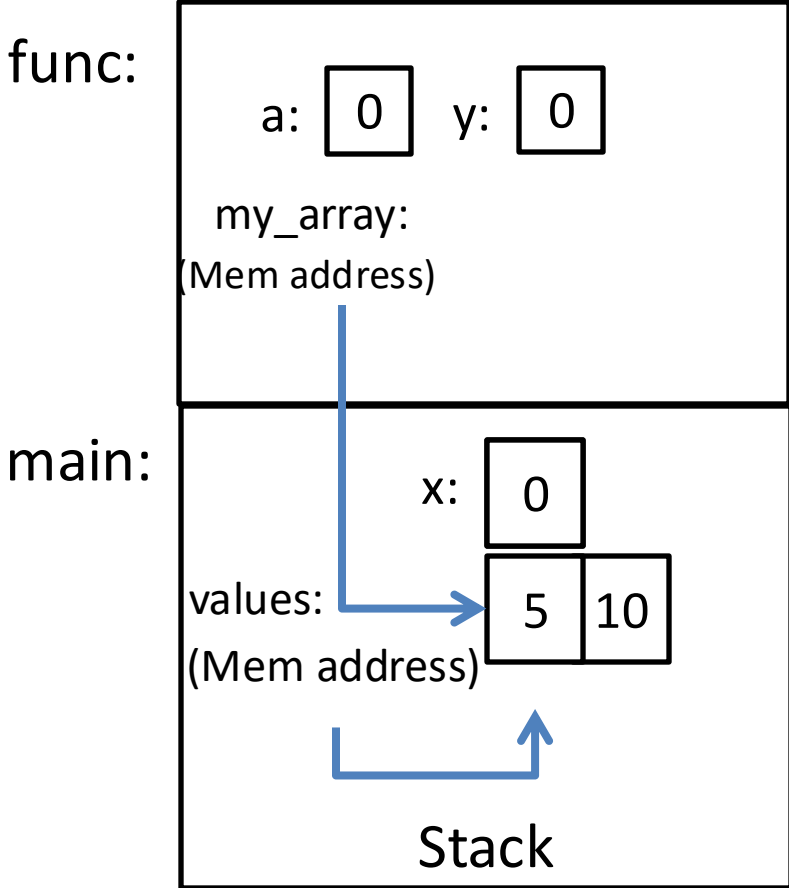 func:
a: 0 y: 0
my_array:
(Mem address)
main:
x: 0
values: 5 10
(Mem address)
Stack